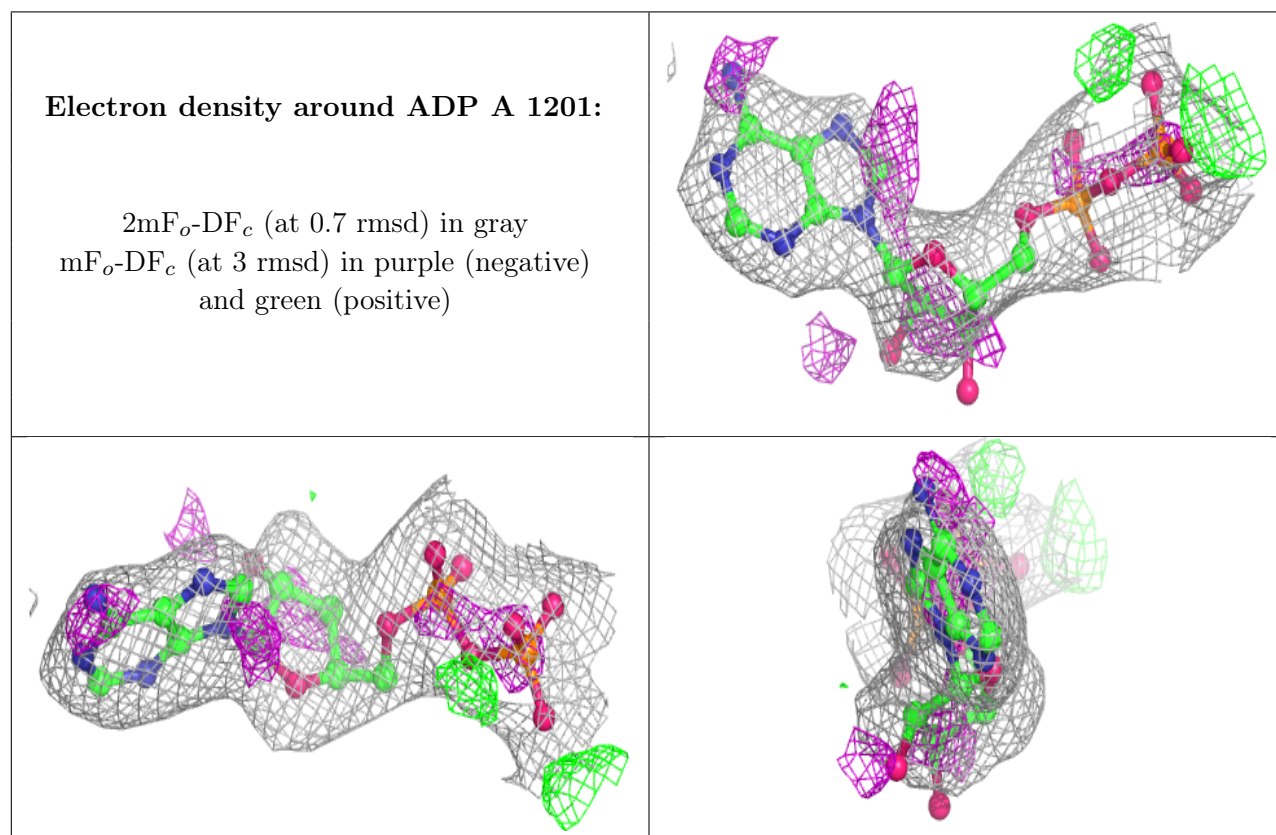 Electron density around ADP A 1201:
2mFo-DFc (at 0.7 rmsd) in gray
mFo-DFc (at 3 rmsd) in purple (negative)
and green (positive)